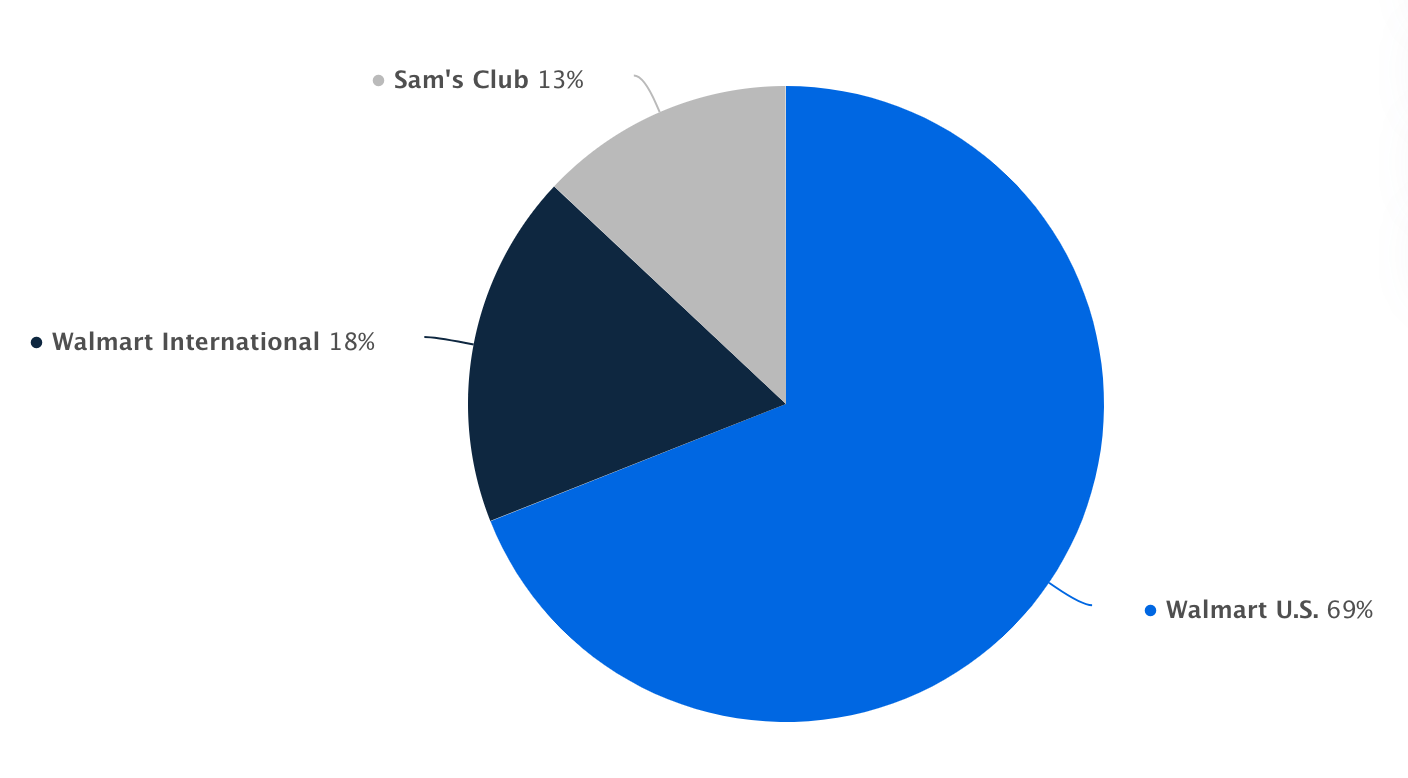 Sam's Club 13%
Walmart International 18%
Walmart U.S. 69%